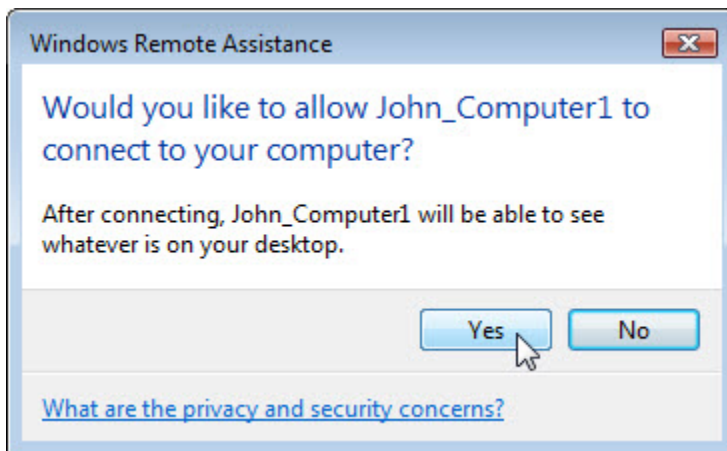 Windows Remote Assistance
Would you like to allow John_Computer1 to
connect to your computer?
After connecting, John_Computer1 will be able to see
whatever is on your desktop.
Yes
No
What are the privacy and security concerns?